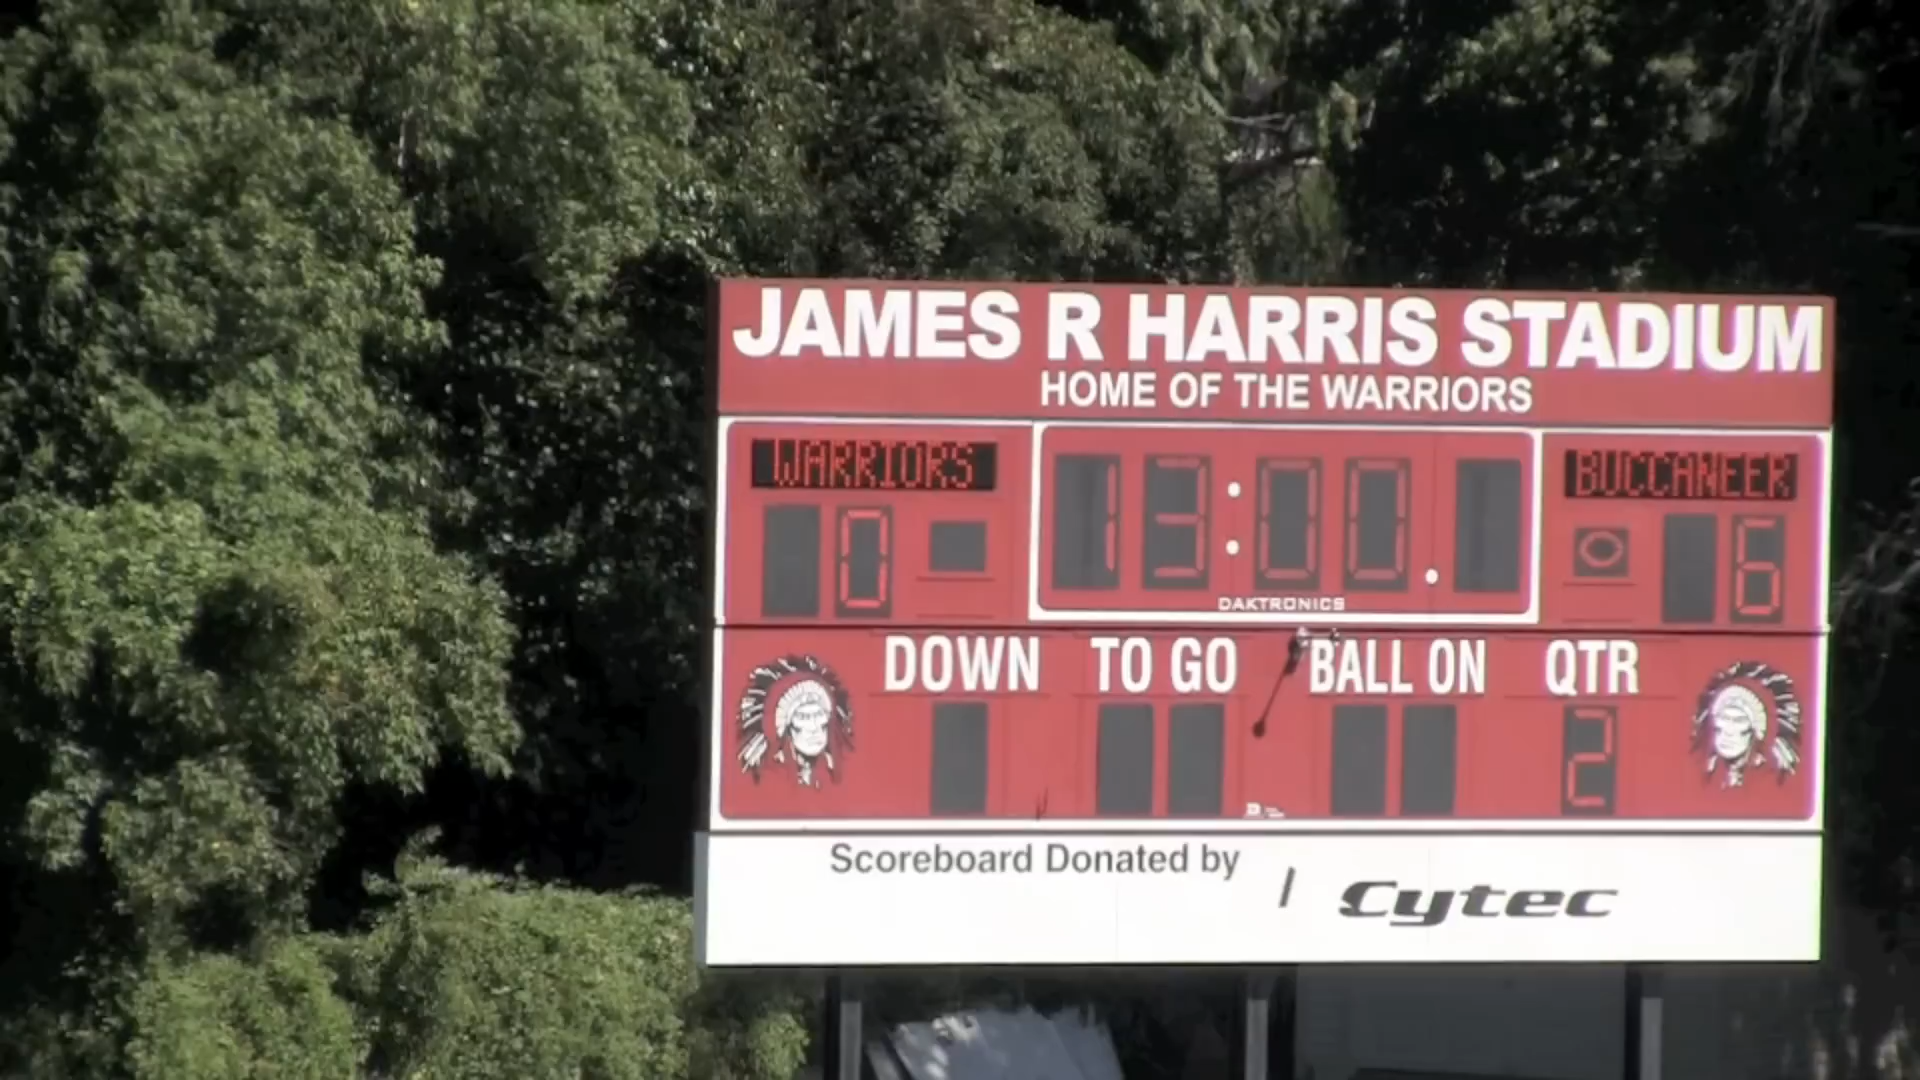 JAMES R HARRIS STADIUM
HOME OF THE WARRIORS
WARRIORS 13:00. BUCCANEER
0 6
DAKTRONICS
DOWN TO GO BALL ON QTR
2
Scoreboard Donated by
Cytec